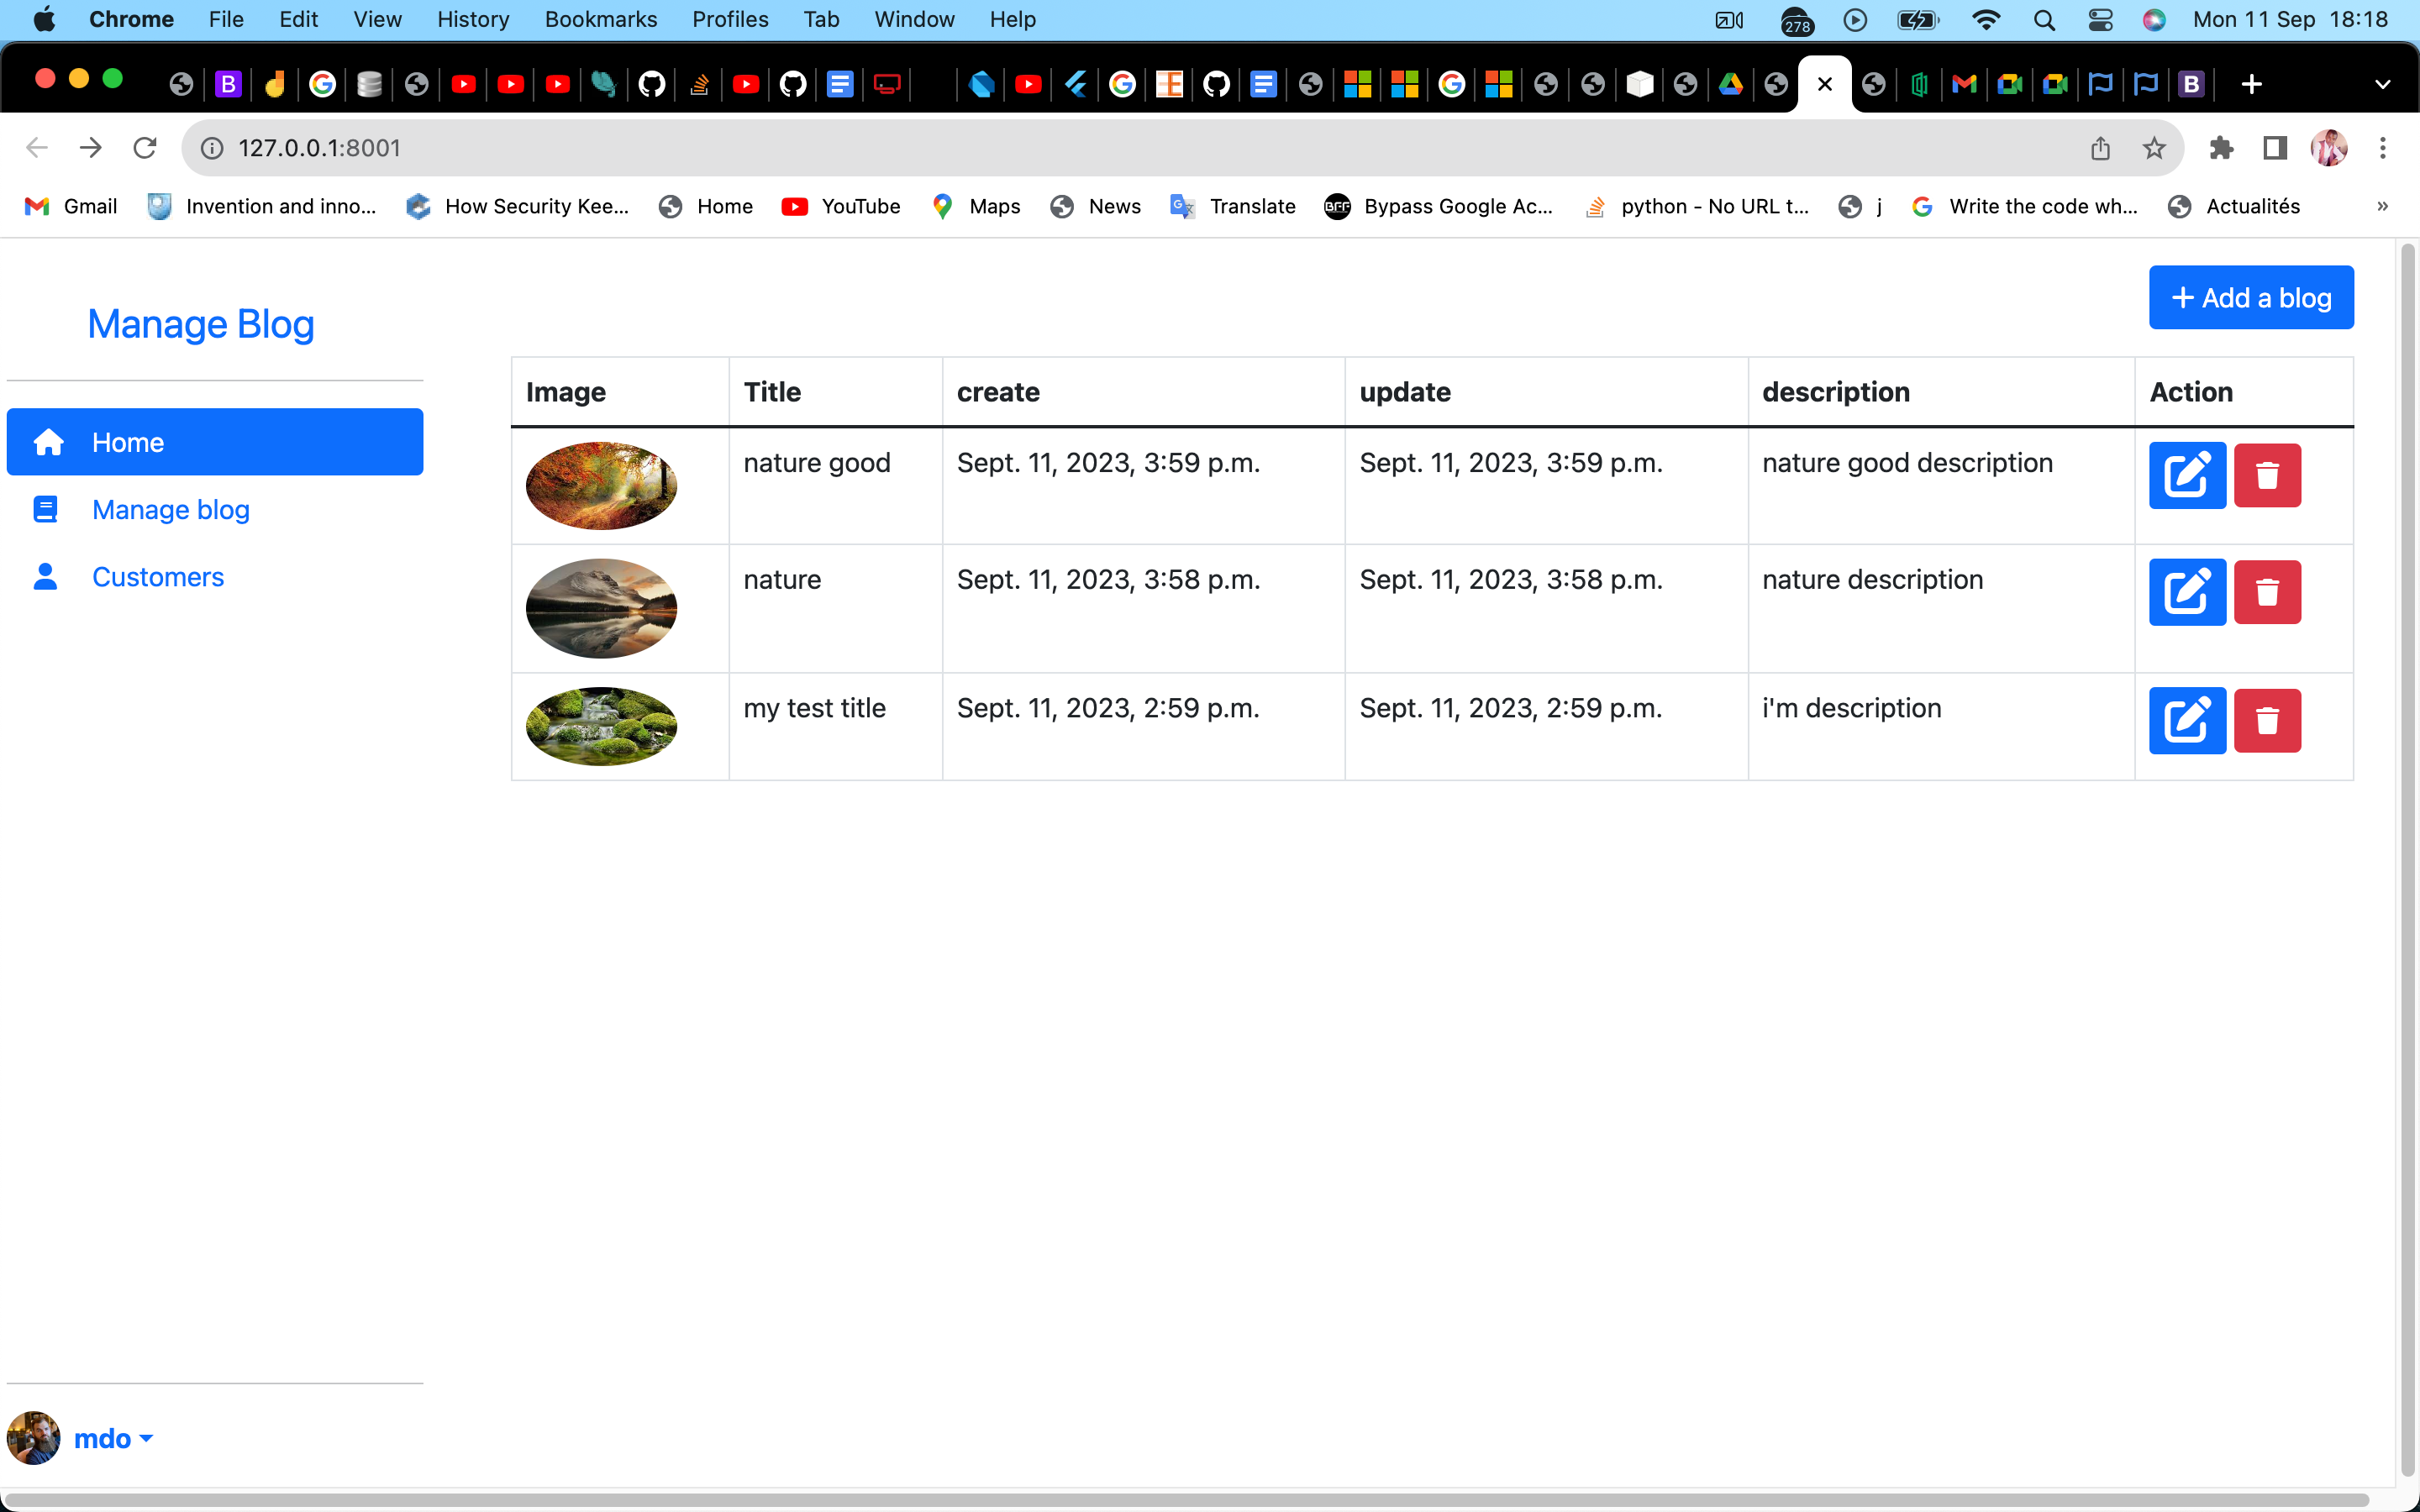 Chrome File Edit View History Bookmarks Profiles Tab Window Help 278 Mon 11 Sep 18:18
B E B
127.0.0.1:8001
Gmail Invention and inno... How Security Kee... Home YouTube Maps News Translate BFF Bypass Google Ac... python - No URL t... j Write the code wh... Actualités »
Manage Blog
Home
Manage blog
Customers
+ Add a blog
Image Title create update description Action
nature good Sept. 11, 2023, 3:59 p.m. Sept. 11, 2023, 3:59 p.m. nature good description
nature Sept. 11, 2023, 3:58 p.m. Sept. 11, 2023, 3:58 p.m. nature description
my test title Sept. 11, 2023, 2:59 p.m. Sept. 11, 2023, 2:59 p.m. i'm description
mdo